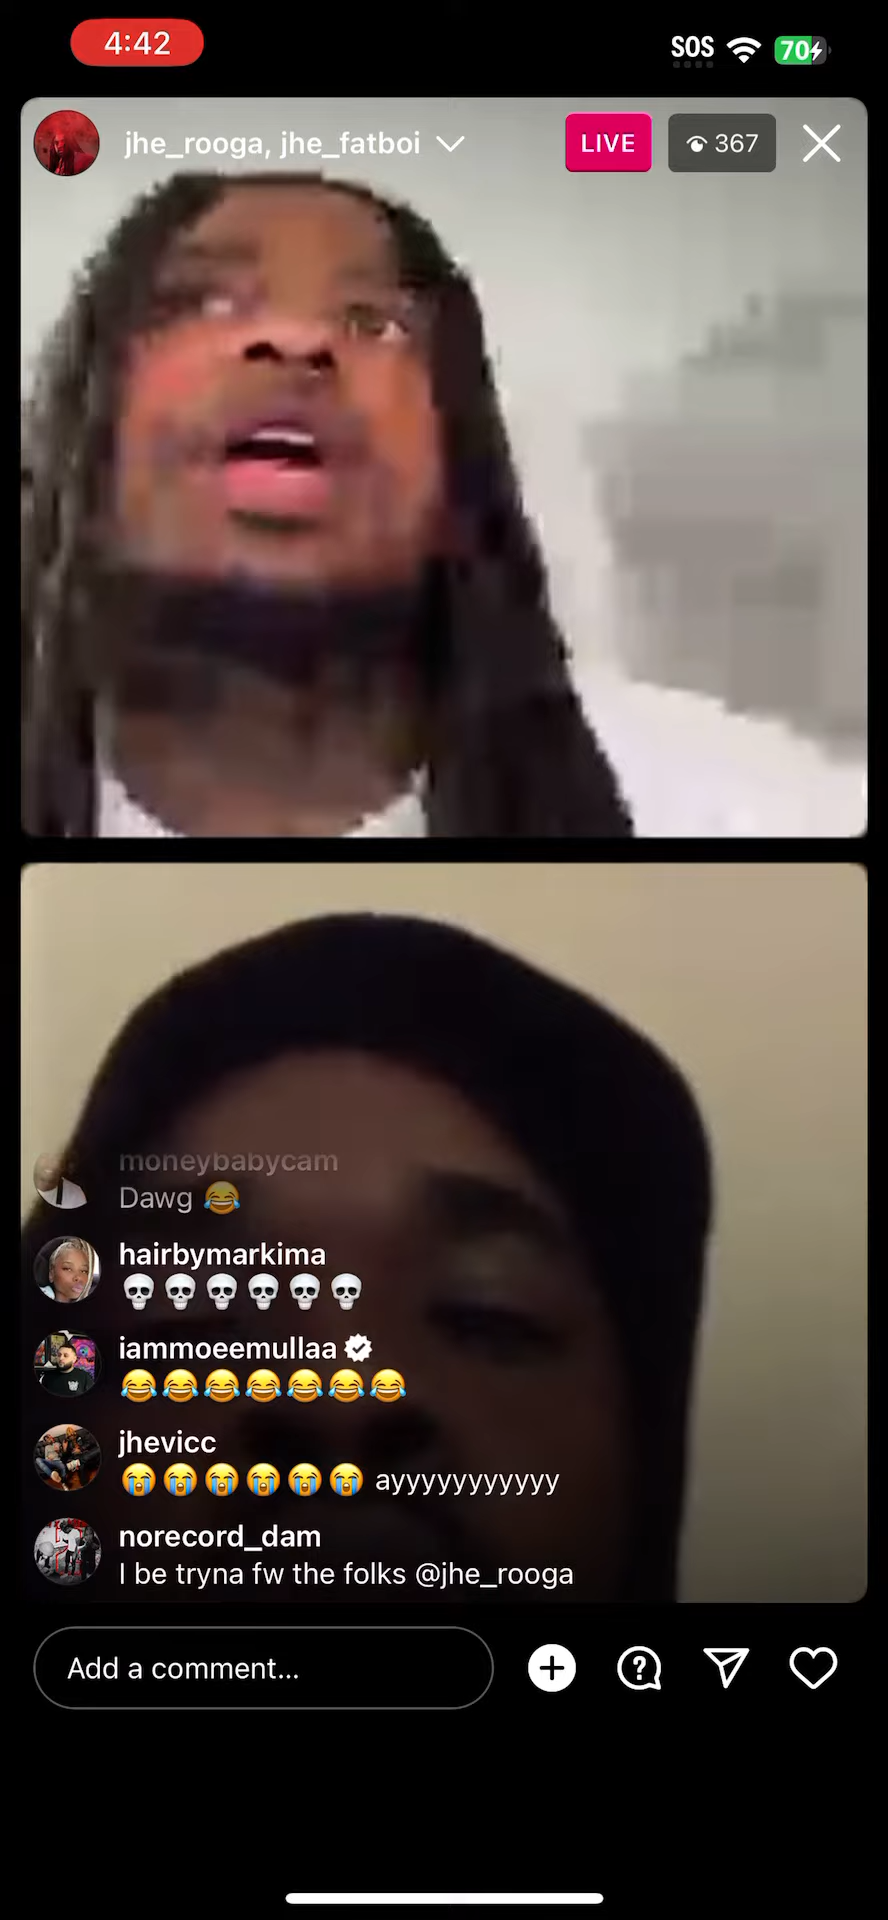 4:42
SOS
70
jhe_rooga, jhe_fatboi
LIVE
367
moneybabycam
Dawg 😂
hairbymarkima
💀💀💀💀💀💀
iammoeemullaa
😂😂😂😂😂😂😂
jhevicc
😭😭😭😭😭😭 ayyyyyyyyyyy
norecord_dam
I be tryna fw the folks @jhe_rooga
Add a comment...